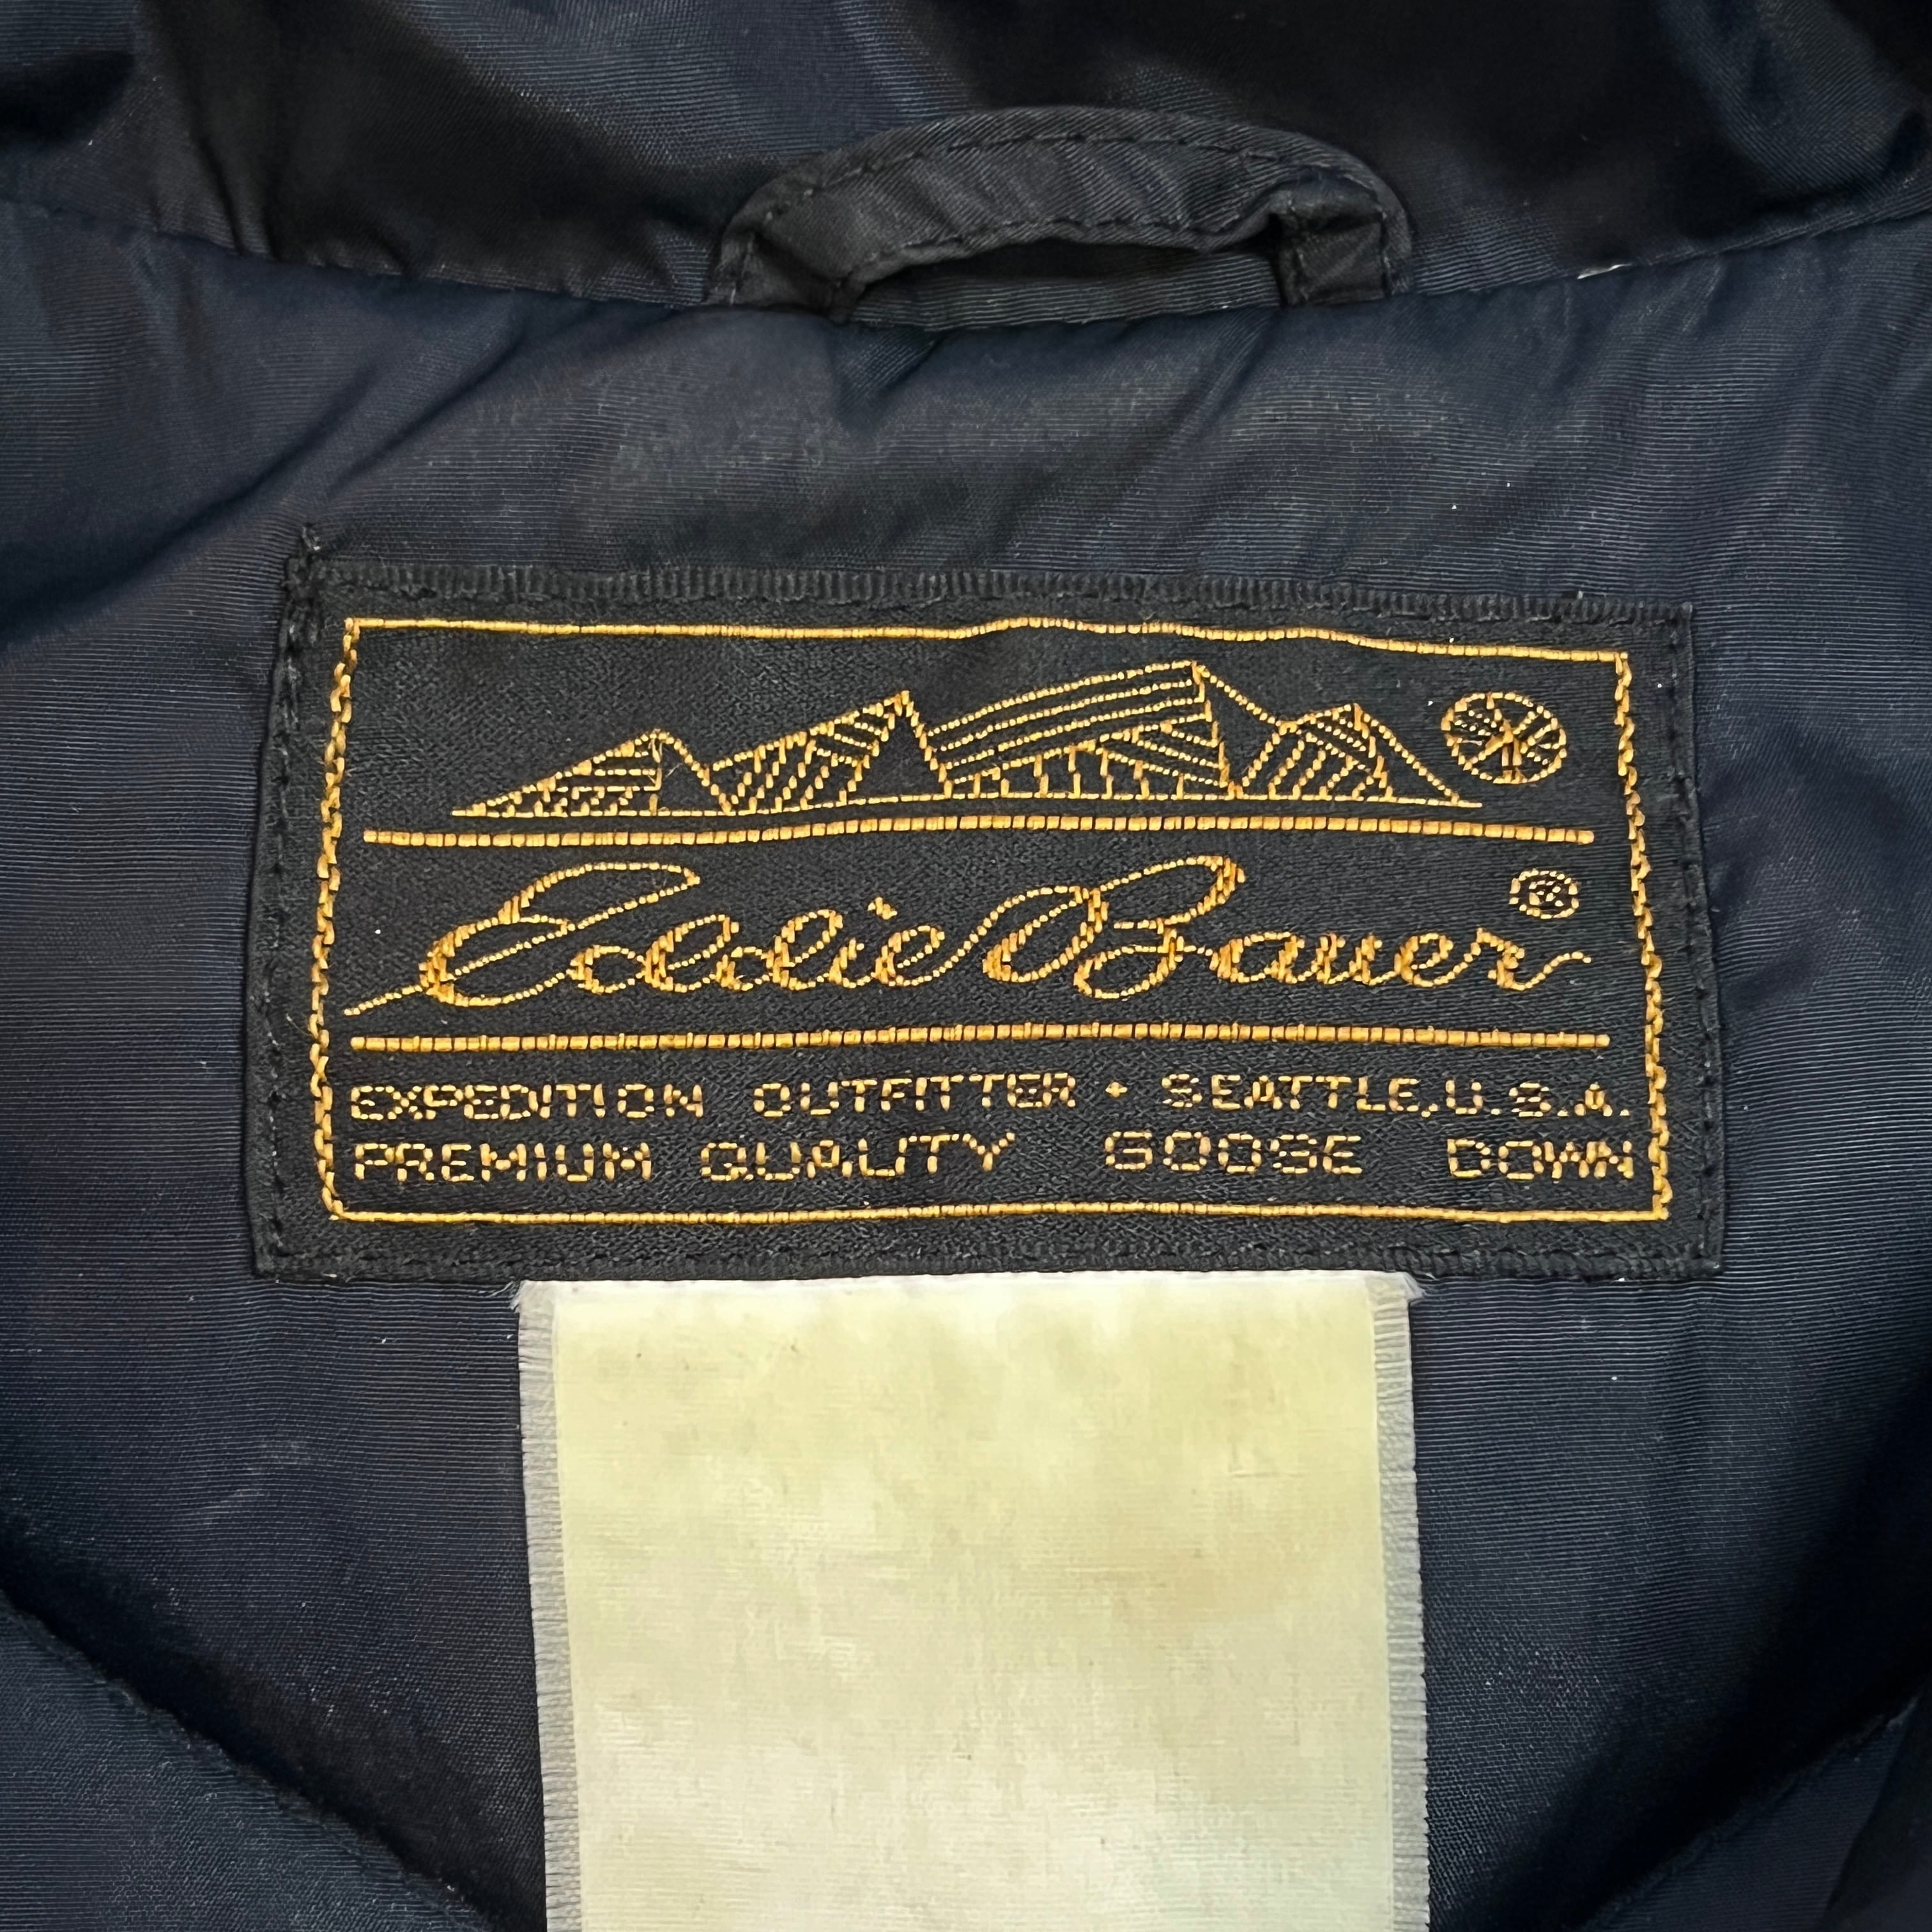 Eddie Bauer ®
EXPEDITION OUTFITTER • SEATTLE, U.S.A.
PREMIUM QUALITY GOOSE DOWN